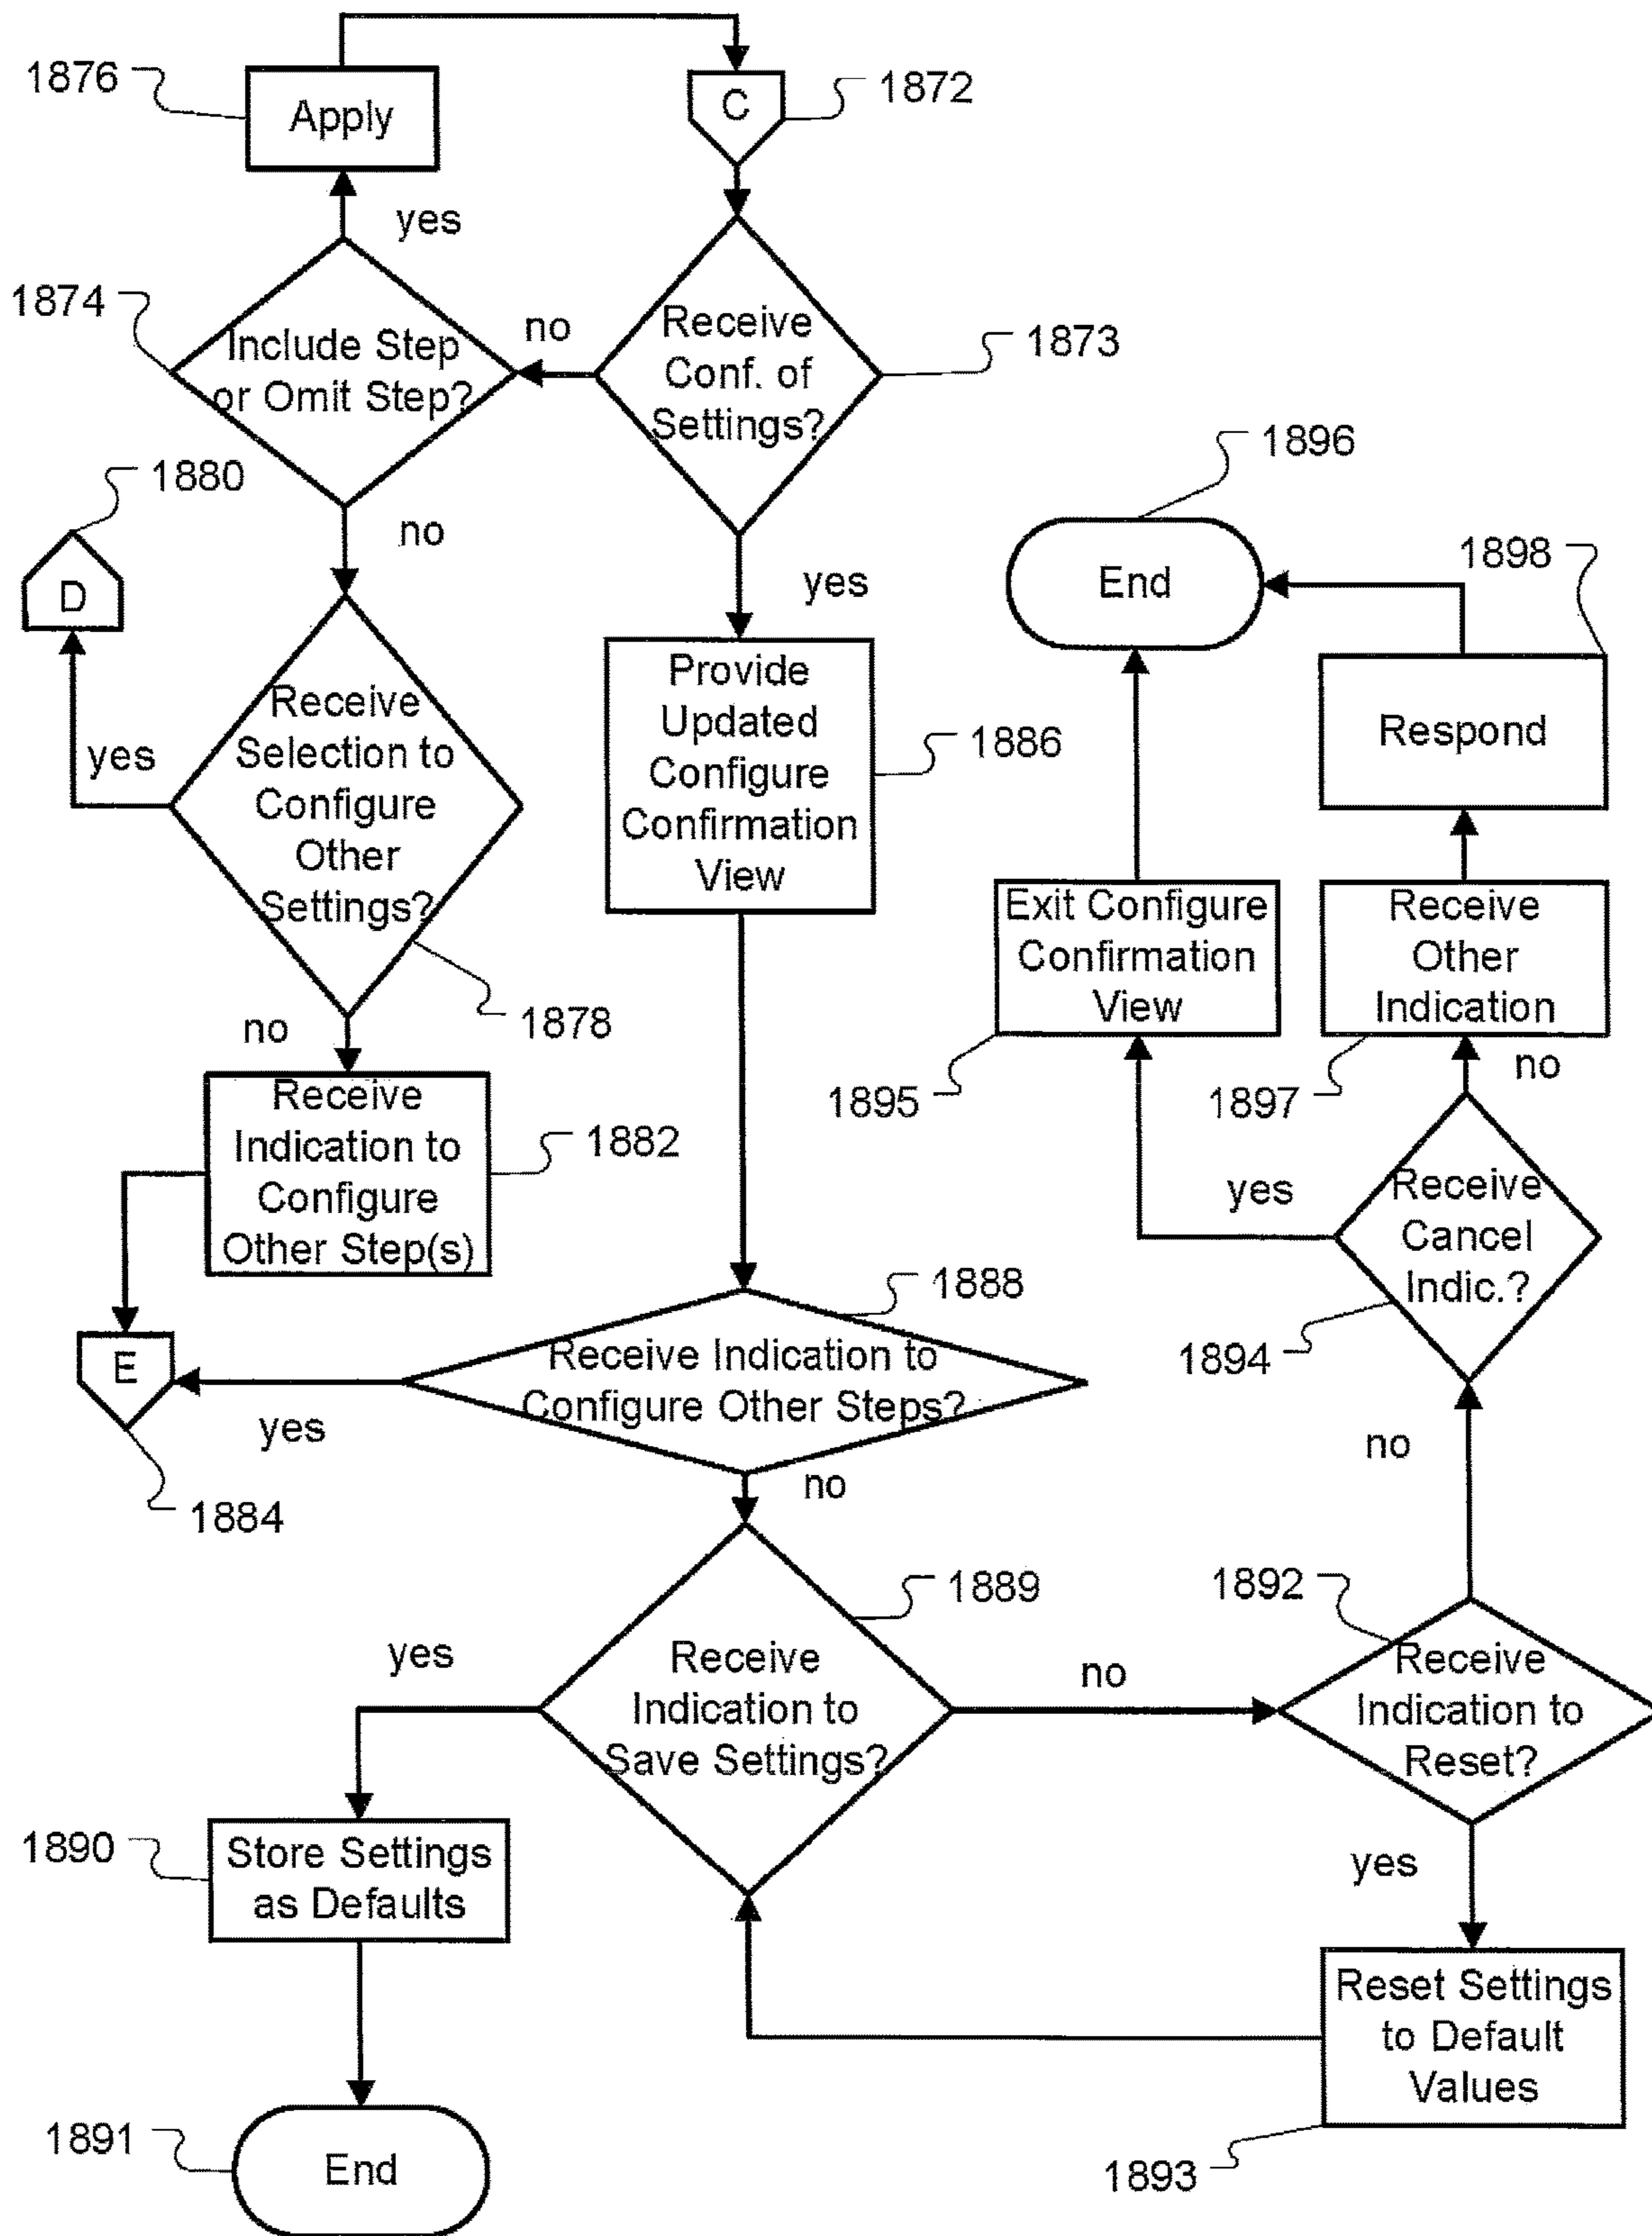 1876
Apply
C
1872
yes
1874
Include Step
or Omit Step?
no
Receive
Conf. of
Settings?
1873
1880
D
no
yes
1896
End
1898
Respond
yes
Receive
Selection to
Configure
Other
Settings?
1878
Provide
Updated
Configure
Confirmation
View
1886
Exit Configure
Confirmation
View
1895
Receive
Other
Indication
1897
no
no
Receive
Indication to
Configure
Other Step(s)
1882
yes
Receive
Cancel
Indic.?
1894
1888
Receive Indication to
Configure Other Steps?
E
yes
1884
no
no
1889
Receive
Indication to
Save Settings?
yes
no
1892
Receive
Indication to
Reset?
yes
1890
Store Settings
as Defaults
Reset Settings
to Default
Values
1893
1891
End